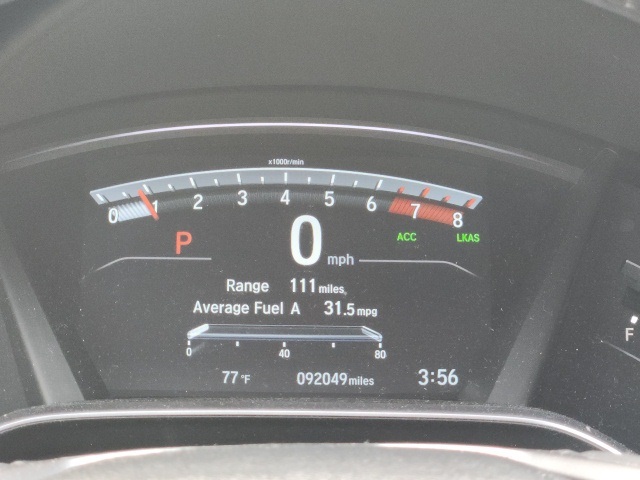 x1000r/min
0 1 2 3 4 5 6 7 8
P 0 mph ACC LKAS
Range 111 miles
Average Fuel A 31.5 mpg
0 40 80
77 °F 092049 miles 3:56
F